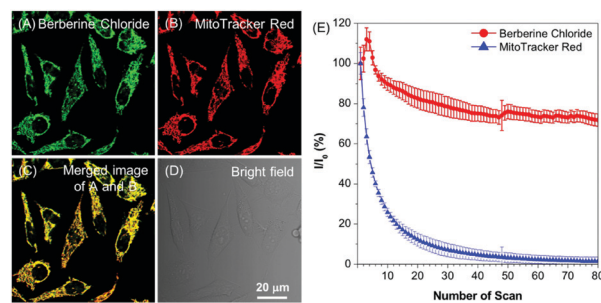 (A) Berberine Chloride
(B) MitoTracker Red
(C) Merged image
of A and B
(D) Bright field
20 μm
(E)
Berberine Chloride
MitoTracker Red
I/I0 (%)
120
100
80
60
40
20
0
10 20 30 40 50 60 70 80
Number of Scan